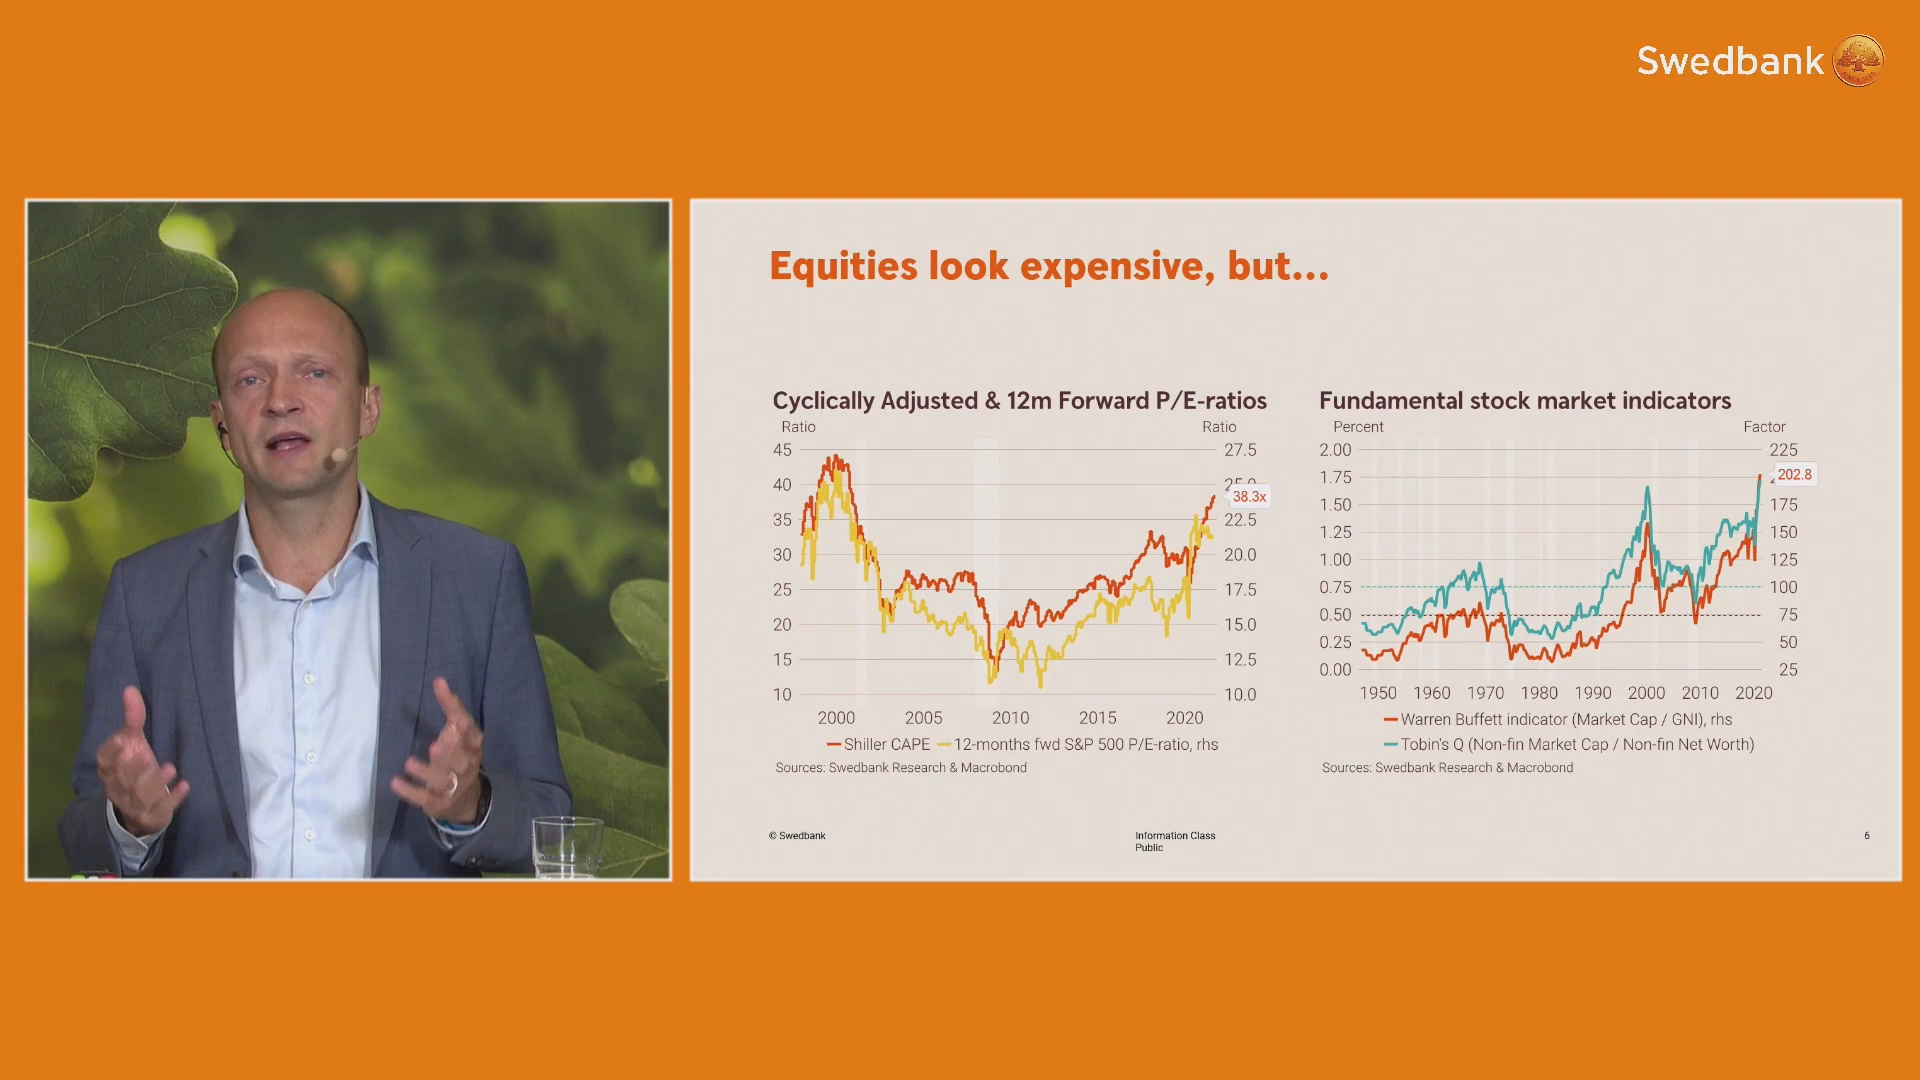 Swedbank
Equities look expensive, but...
Cyclically Adjusted & 12m Forward P/E-ratios
Ratio
Ratio
45
40
35
30
25
20
15
10
27.5
25.0
38.3x
22.5
20.0
17.5
15.0
12.5
10.0
2000 2005 2010 2015 2020
Shiller CAPE 12-months fwd S&P 500 P/E-ratio, rhs
Sources: Swedbank Research & Macrobond
Fundamental stock market indicators
Percent
Factor
2.00
1.75
1.50
1.25
1.00
0.75
0.50
0.25
0.00
225
202.8
175
150
125
100
75
50
25
1950 1960 1970 1980 1990 2000 2010 2020
Warren Buffett indicator (Market Cap / GNI), rhs
Tobin's Q (Non-fin Market Cap / Non-fin Net Worth)
Sources: Swedbank Research & Macrobond
© Swedbank
Information Class
Public
6